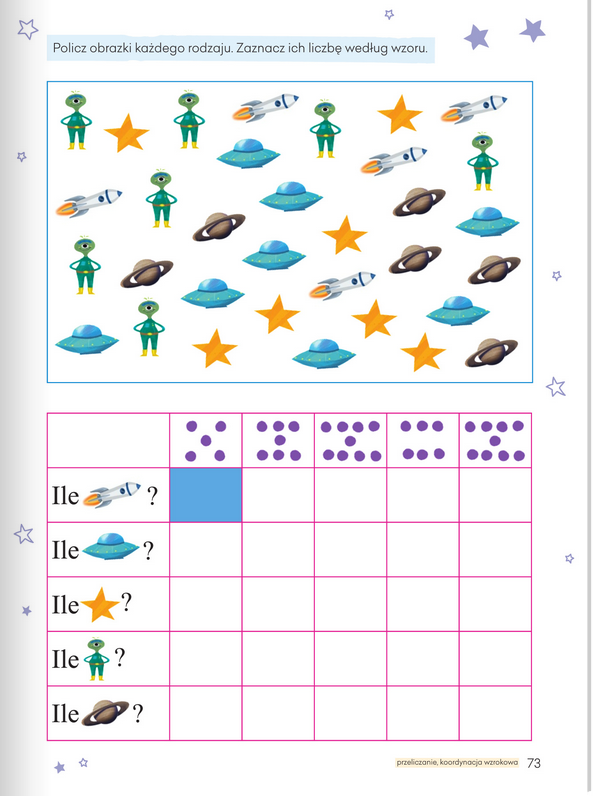 Policz obrazki każdego rodzaju. Zaznacz ich liczbę według wzoru.
Ile ?
Ile ?
Ile ?
Ile ?
Ile ?
przeliczanie, koordynacja wzrokowa 73